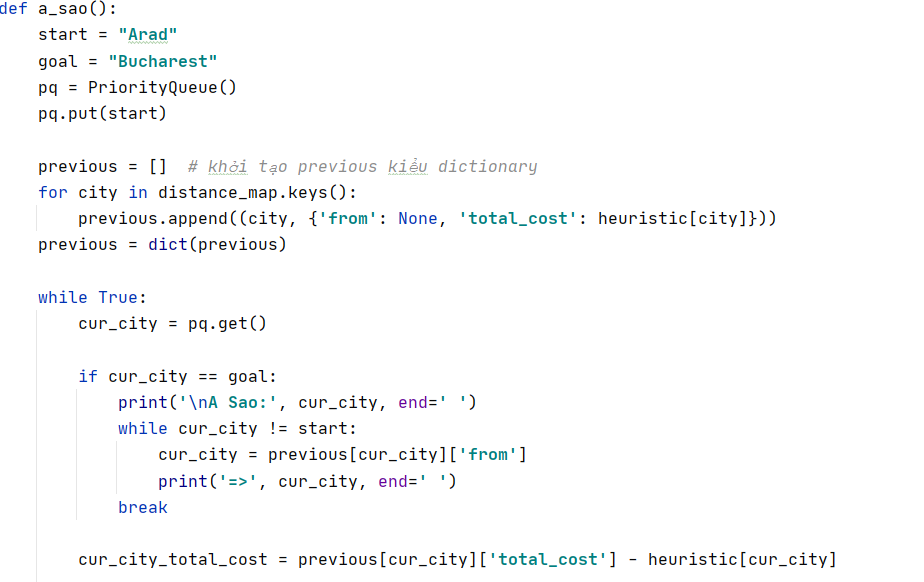 def a_sao():
    start = "Arad"
    goal = "Bucharest"
    pq = PriorityQueue()
    pq.put(start)

    previous = []  # khởi tạo previous kiểu dictionary
    for city in distance_map.keys():
        previous.append((city, {'from': None, 'total_cost': heuristic[city]}))
    previous = dict(previous)

    while True:
        cur_city = pq.get()

        if cur_city == goal:
            print('\nA Sao:', cur_city, end=' ')
            while cur_city != start:
                cur_city = previous[cur_city]['from']
                print('=>', cur_city, end=' ')
            break

        cur_city_total_cost = previous[cur_city]['total_cost'] - heuristic[cur_city]